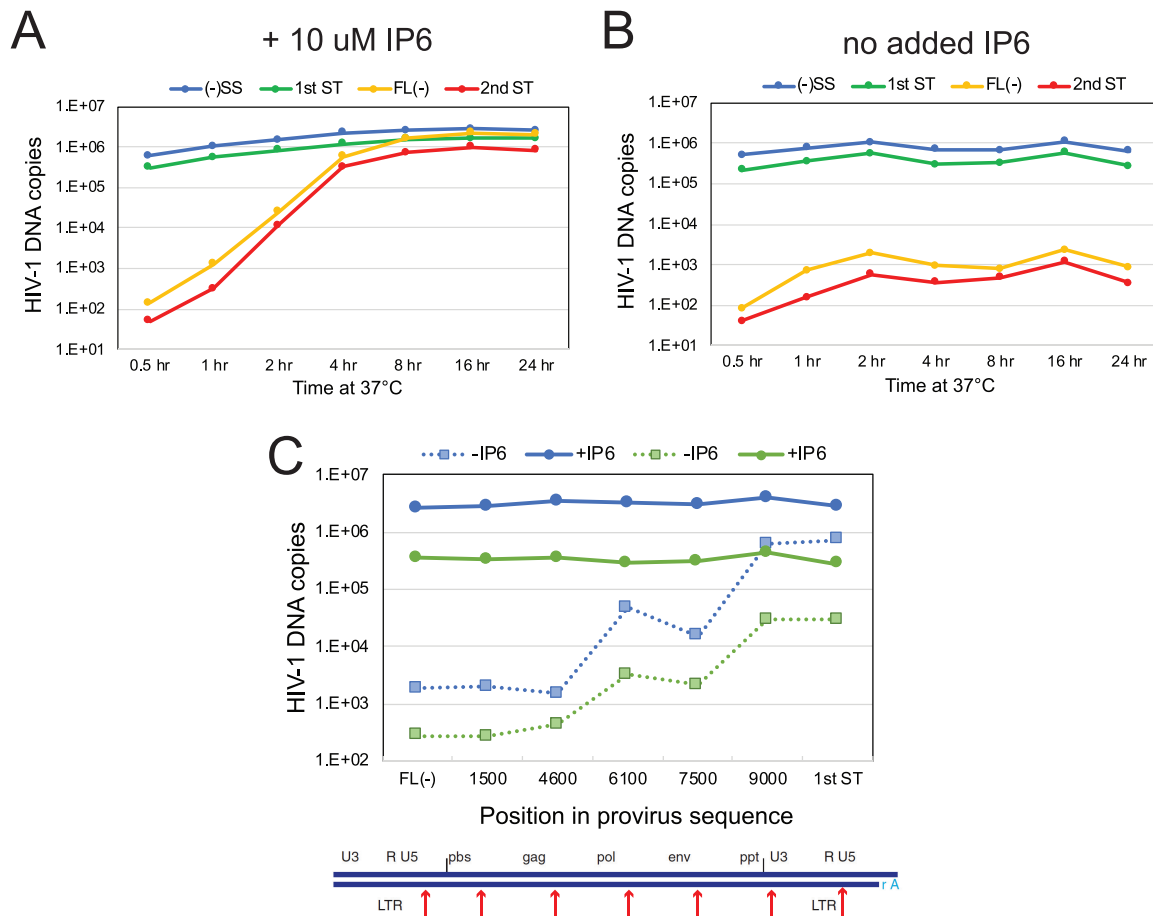 A
+ 10 uM IP6
(-)SS 1st ST FL(-) 2nd ST
1.E+07
1.E+06
1.E+05
1.E+04
1.E+03
1.E+02
1.E+01
HIV-1 DNA copies
0.5 hr 1 hr 2 hr 4 hr 8 hr 16 hr 24 hr
Time at 37°C
B
no added IP6
(-)SS 1st ST FL(-) 2nd ST
1.E+07
1.E+06
1.E+05
1.E+04
1.E+03
1.E+02
1.E+01
HIV-1 DNA copies
0.5 hr 1 hr 2 hr 4 hr 8 hr 16 hr 24 hr
Time at 37°C
C
-IP6 +IP6 -IP6 +IP6
1.E+07
1.E+06
1.E+05
1.E+04
1.E+03
1.E+02
HIV-1 DNA copies
FL(-) 1500 4600 6100 7500 9000 1st ST
Position in provirus sequence
U3 R U5 pbs gag pol env ppt U3 R U5
r A
LTR LTR